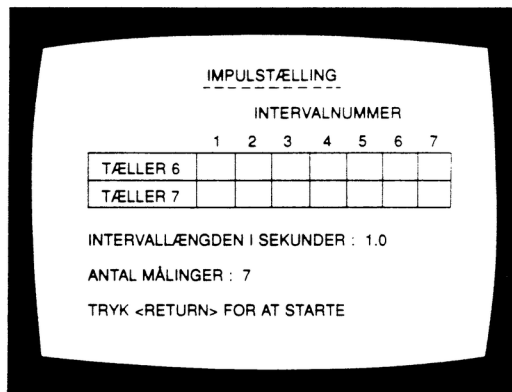 IMPULSTÆLLING
INTERVALNUMMER
1 2 3 4 5 6 7
TÆLLER 6
TÆLLER 7
INTERVALLÆNGDEN I SEKUNDER : 1.0
ANTAL MÅLINGER : 7
TRYK <RETURN> FOR AT STARTE